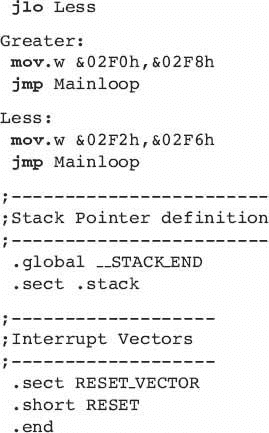 jlo Less
Greater:
mov.w &02F0h,&02F8h
jmp Mainloop
Less:
mov.w &02F2h,&02F6h
jmp Mainloop
;------------------------
;Stack Pointer definition
;------------------------
.global __STACK_END
.sect .stack
;-------------------
;Interrupt Vectors
;-------------------
.sect RESET_VECTOR
.short RESET
.end